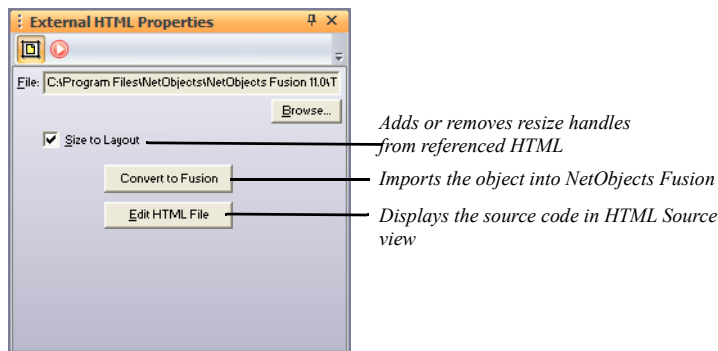 External HTML Properties
File: C:\Program Files\NetObjects\NetObjects Fusion 11.0\T
Browse...
Size to Layout
Adds or removes resize handles
from referenced HTML
Convert to Fusion
Imports the object into NetObjects Fusion
Edit HTML File
Displays the source code in HTML Source
view